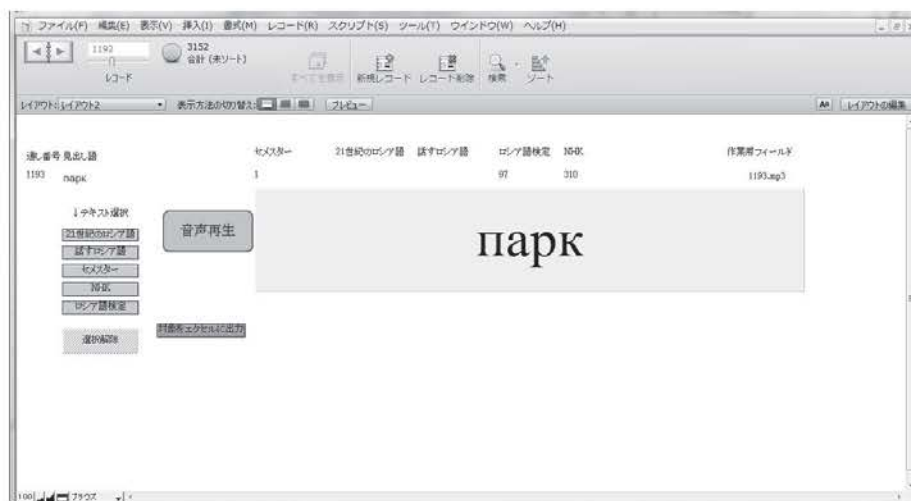 ファイル(F) 編集(E) 表示(V) 挿入(I) 書式(M) レコード(R) スクリプト(S) ツール(T) ウインドウ(W) ヘルプ(H)
1192
3152
合計 (未ソート)
レコード
すべてを表示 新規レコード レコード削除 検索 ソート
レイアウト: レイアウト2 表示方法の切り替え: プレビュー Aa レイアウトの編集
通し番号 見出し語 セメスター 21世紀のロシア語 話すロシア語 ロシア語検定 NHK 作業用フィールド
1193 парк 1 97 310 1193.mp3
↓テキスト選択
21世紀のロシア語
話すロシア語
セメスター
NHK
ロシア語検定
選択解除
音声再生
парк
対面をエクセルに出力
100 ブラウズ